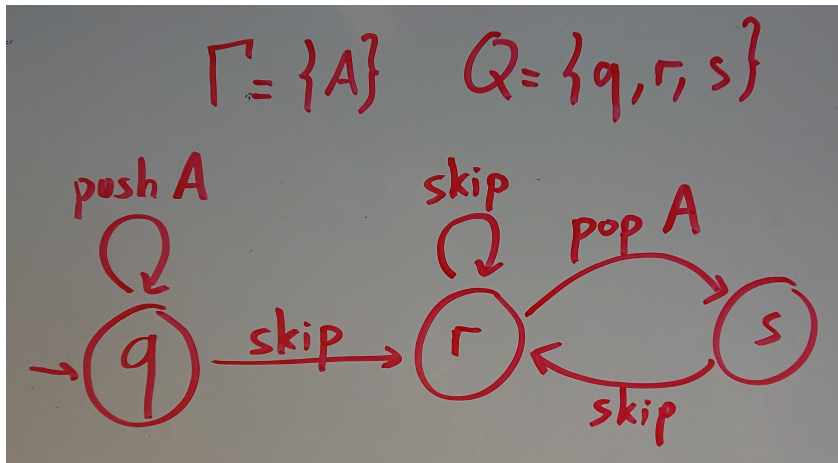 Γ= {A} Q= {q, r, s}
push A
skip
pop A
q
skip
r
s
skip